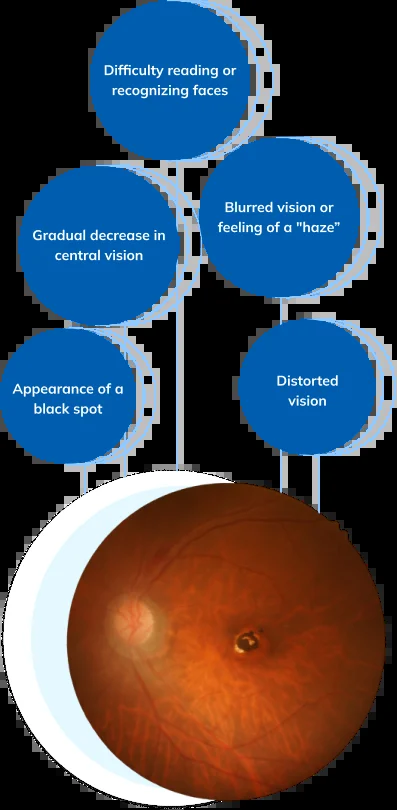 Difficulty reading or
recognizing faces
Blurred vision or
feeling of a "haze”
Gradual decrease in
central vision
Appearance of a
black spot
Distorted
vision